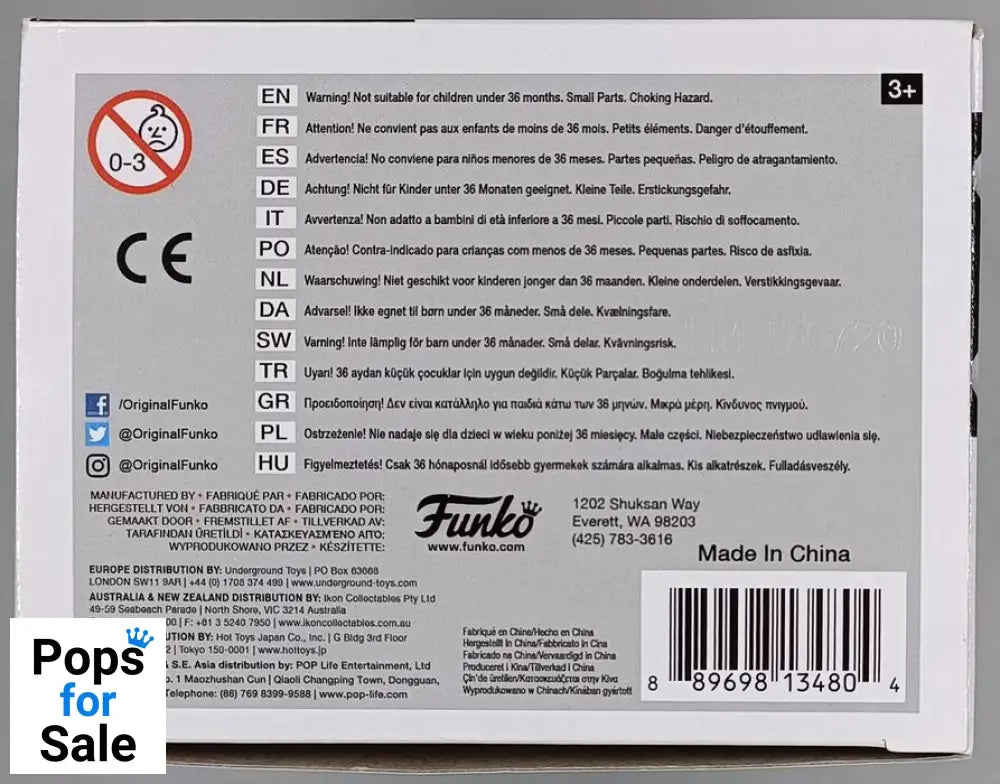 0-3
CE
3+
EN Warning! Not suitable for children under 36 months. Small Parts. Choking Hazard.
FR Attention! Ne convient pas aux enfants de moins de 36 mois. Petits éléments. Danger d'étouffement.
ES Advertencia! No conviene para niños menores de 36 meses. Partes pequeñas. Peligro de atragantamiento.
DE Achtung! Nicht für Kinder unter 36 Monaten geeignet. Kleine Teile. Erstickungsgefahr.
IT Avvertenza! Non adatto a bambini di età inferiore a 36 mesi. Piccole parti. Rischio di soffocamento.
PO Atenção! Contra-indicado para crianças com menos de 36 meses. Pequenas partes. Risco de asfixia.
NL Waarschuwing! Niet geschikt voor kinderen jonger dan 36 maanden. Kleine onderdelen. Verstikkingsgevaar.
DA Advarsel! Ikke egnet til børn under 36 måneder. Små dele. Kvælningsfare.
SW Varning! Inte lämplig för barn under 36 månader. Små delar. Kvävningsrisk.
TR Uyarı! 36 aydan küçük çocuklar için uygun değildir. Küçük Parçalar. Boğulma tehlikesi.
GR Προειδοποίηση! Δεν είναι κατάλληλο για παιδιά κάτω των 36 μηνών. Μικρά μέρη. Κίνδυνος πνιγμού.
PL Ostrzeżenie! Nie nadaje się dla dzieci w wieku poniżej 36 miesięcy. Małe części. Niebezpieczeństwo udławienia się.
HU Figyelmeztetés! Csak 36 hónaposnál idősebb gyermekek számára alkalmas. Kis alkatrészek. Fulladásveszély.
/OriginalFunko
@OriginalFunko
@OriginalFunko
MANUFACTURED BY • FABRIQUÉ PAR • FABRICADO POR:
HERGESTELLT VON • FABBRICATO DA • FABRICADO POR:
GEMAAKT DOOR • FREMSTILLET AF • TILLVERKAD AV:
TARAFINDAN ÜRETİLDİ • ΚΑΤΑΣΚΕΥΑΣΜΈΝΟ ΑΠΌ:
WYPRODUKOWANO PRZEZ • KÉSZÍTETTE:
Funko
www.funko.com
1202 Shuksan Way
Everett, WA 98203
(425) 783-3616
Made In China
EUROPE DISTRIBUTION BY: Underground Toys | PO Box 63668
LONDON SW11 9AR | +44 (0) 1708 374 499 | www.underground-toys.com
AUSTRALIA & NEW ZEALAND DISTRIBUTION BY: Ikon Collectables Pty Ltd
49-59 Seabeach Parade | North Shore, VIC 3214 Australia
00 | F: +61 3 5240 7950 | www.ikoncollectables.com.au
UTION BY: Hot Toys Japan Co., Inc. | G Bldg 3rd Floor
2 | Tokyo 150-0001 | www.hottoys.jp
& S.E. Asia distribution by: POP Life Entertainment, Ltd
o. 1 Maozhushan Cun | Qiaoli Changping Town, Dongguan,
Telephone: (86) 769 8399-9588 | www.pop-life.com
Fabriqué en Chine/Hecho en China
Hergestellt in China/Fabbricato in Cina
Fabricado na China/Vervaardigd in China
Produceret i Kina/Tillverkad i China
Çin'de üretilen/Κατασκευάζεται στην Κίνα
Wyprodukowano w Chinach/Kínában gyártott
8 89698 13480 4
Pops
for
Sale